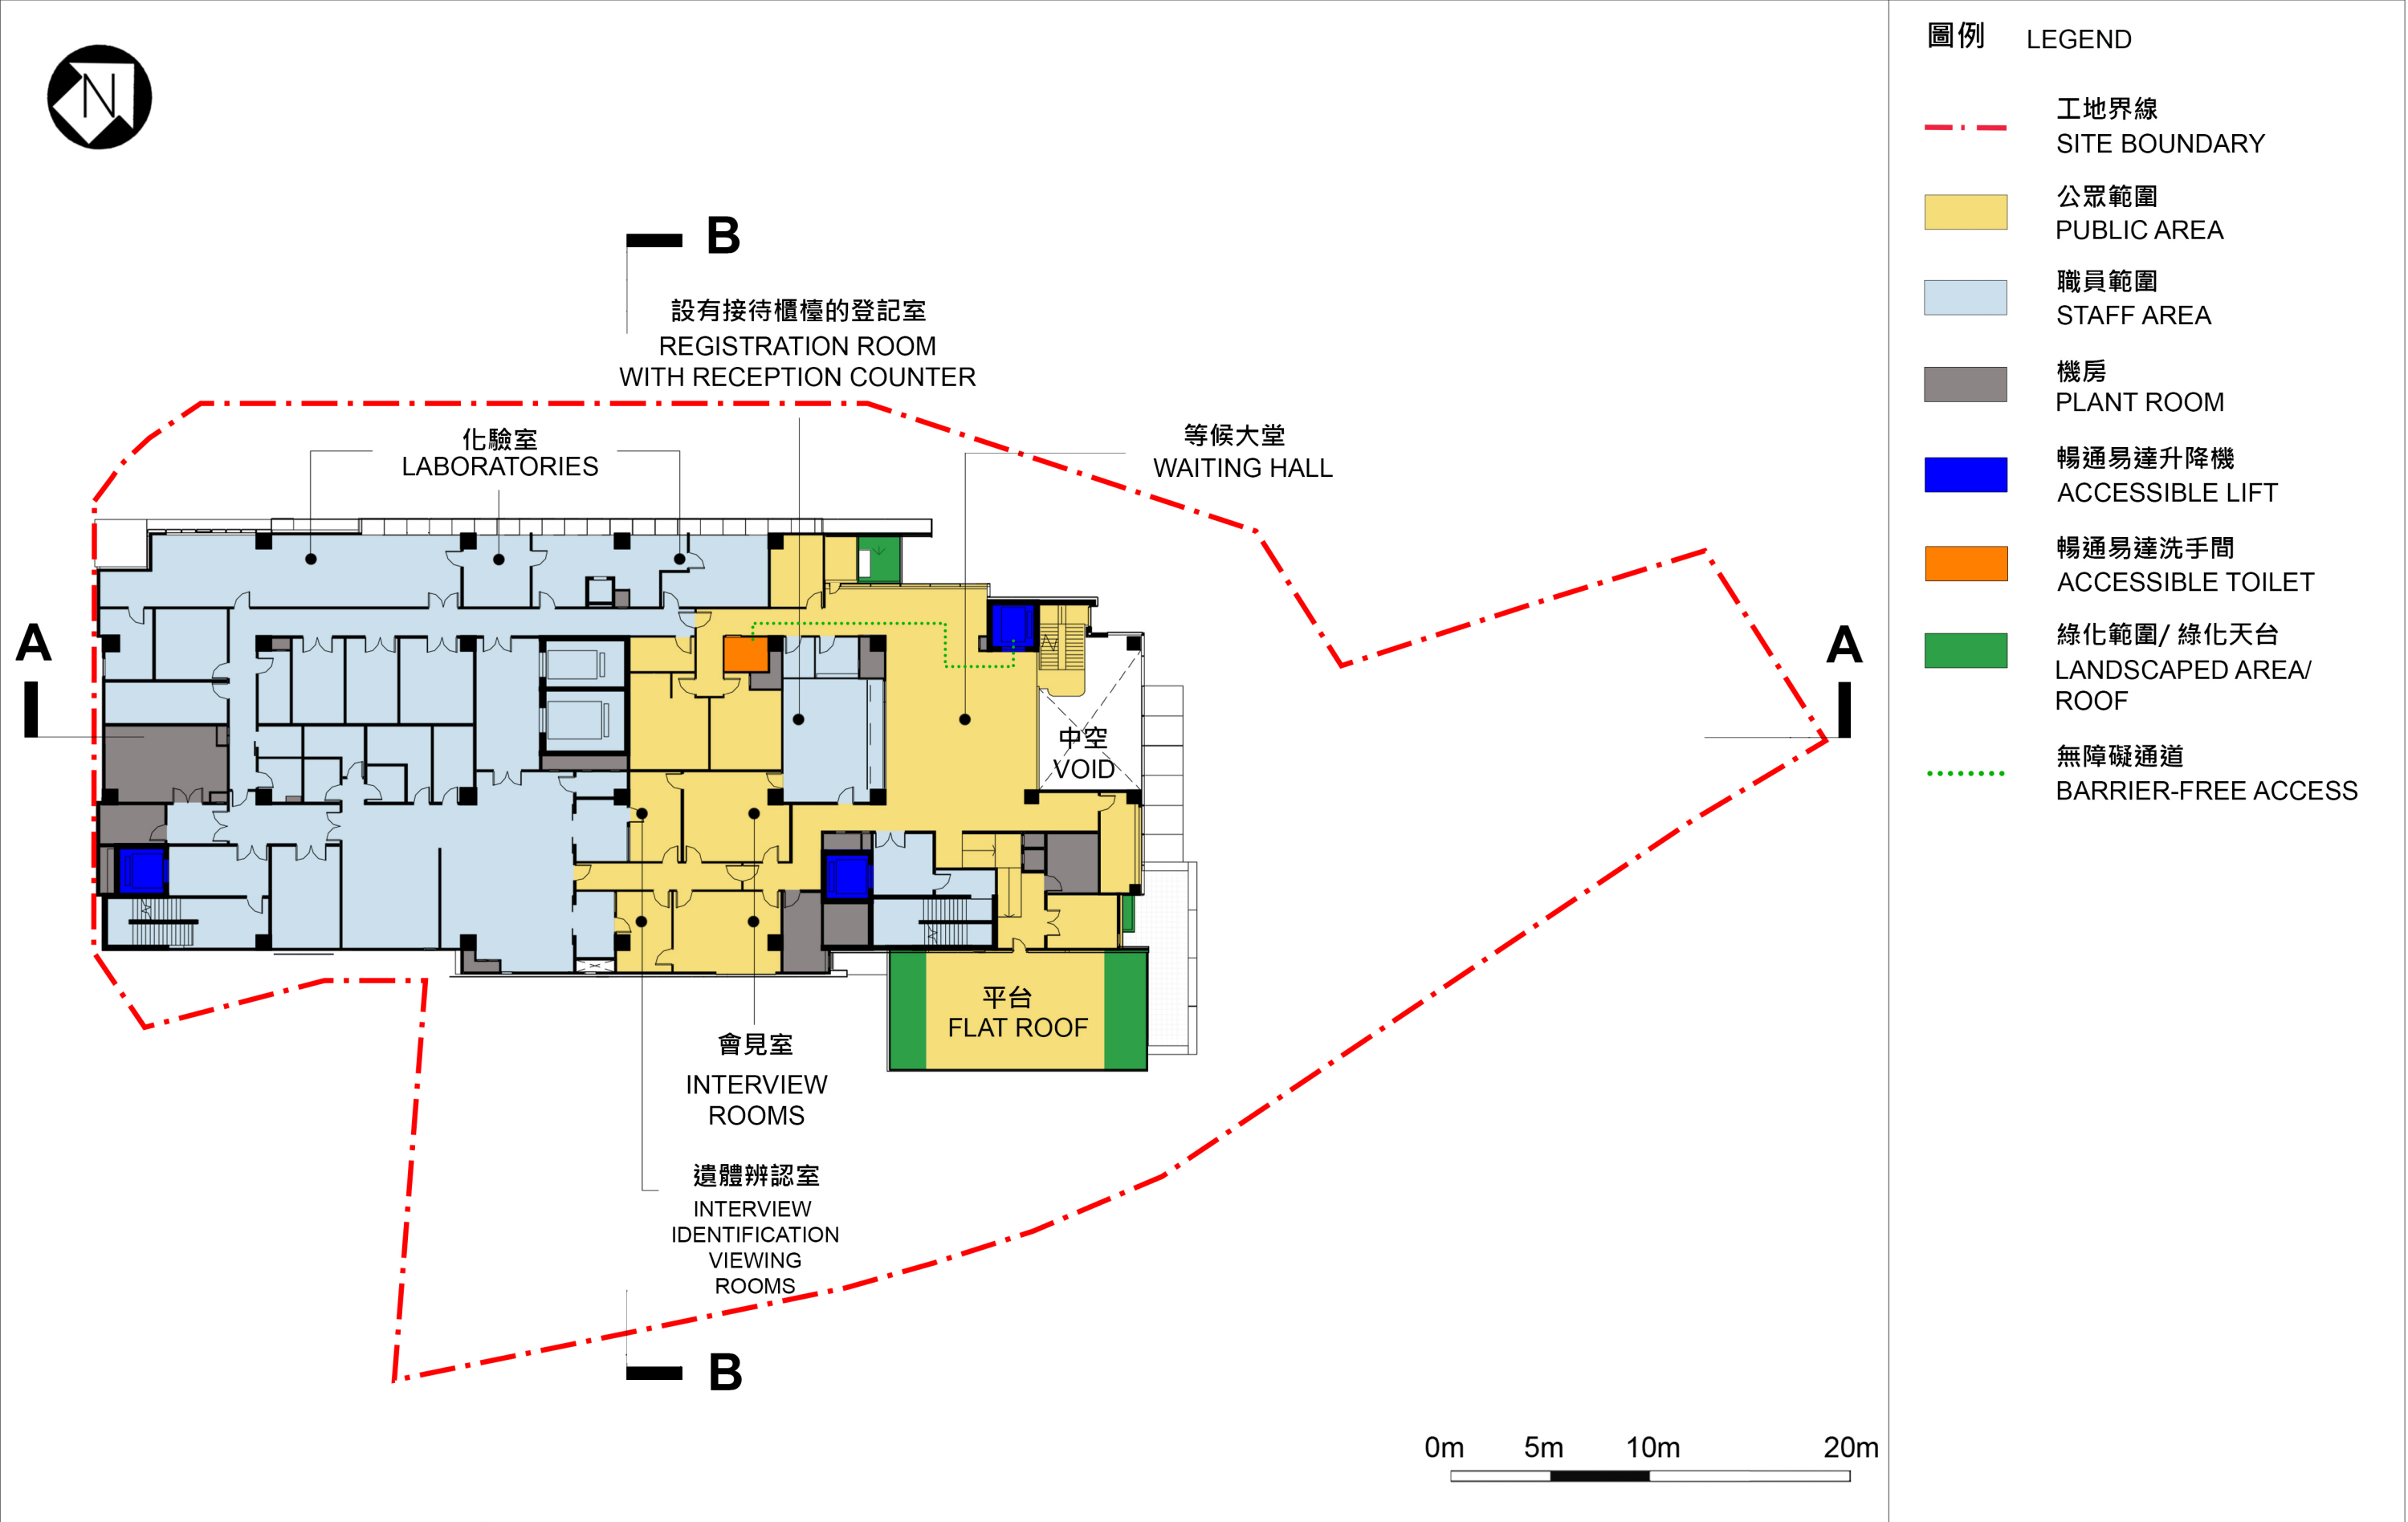 N
B
設有接待櫃檯的登記室
REGISTRATION ROOM
WITH RECEPTION COUNTER
化驗室
LABORATORIES
等候大堂
WAITING HALL
A
A
中空
VOID
平台
FLAT ROOF
會見室
INTERVIEW
ROOMS
遺體辨認室
INTERVIEW
IDENTIFICATION
VIEWING
ROOMS
B
0m 5m 10m 20m
圖例 LEGEND
工地界線
SITE BOUNDARY
公眾範圍
PUBLIC AREA
職員範圍
STAFF AREA
機房
PLANT ROOM
暢通易達升降機
ACCESSIBLE LIFT
暢通易達洗手間
ACCESSIBLE TOILET
綠化範圍/ 綠化天台
LANDSCAPED AREA/
ROOF
無障礙通道
BARRIER-FREE ACCESS